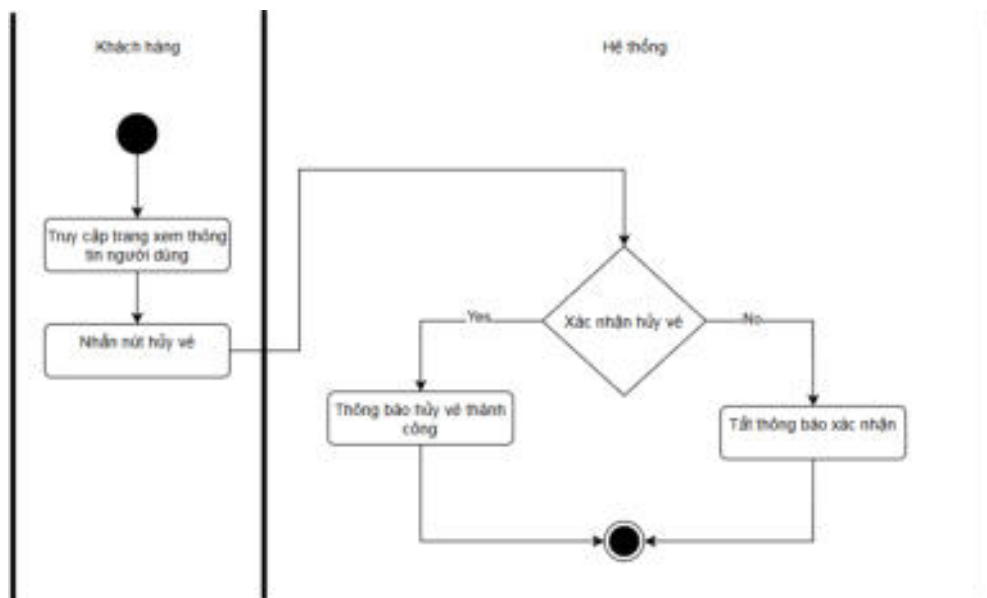 Khách hàng
Hệ thống
Truy cập trang xem thông
tin người dùng
Nhấn nút hủy vé
Xác nhận hủy vé
Yes
No
Thông báo hủy vé thành
công
Tắt thông báo xác nhận